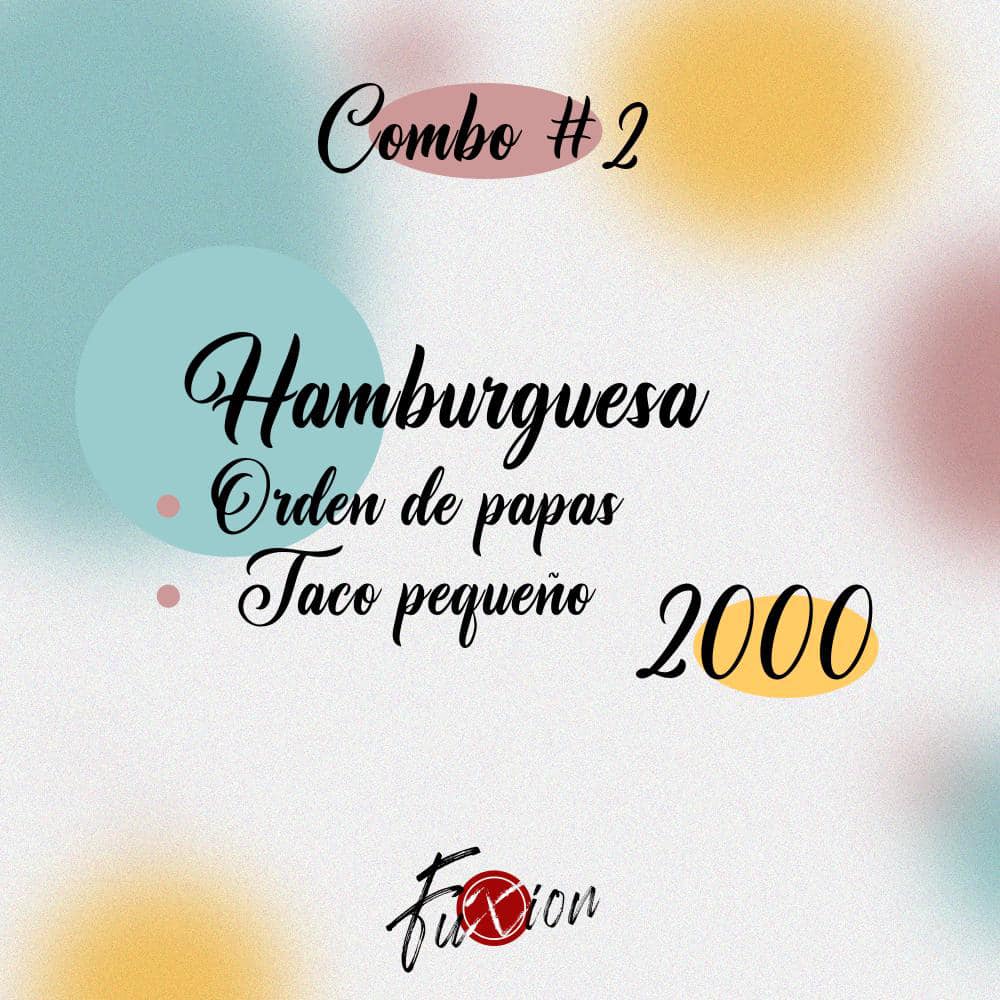 Combo #2
Hamburguesa
Orden de papas
Taco pequeño
2000
Fuxion